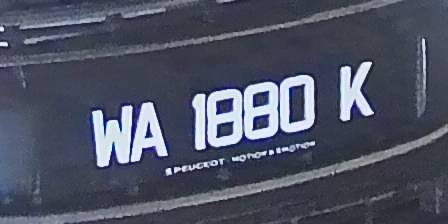 WA 1880 K
PEUGEOT MOTION & EMOTION